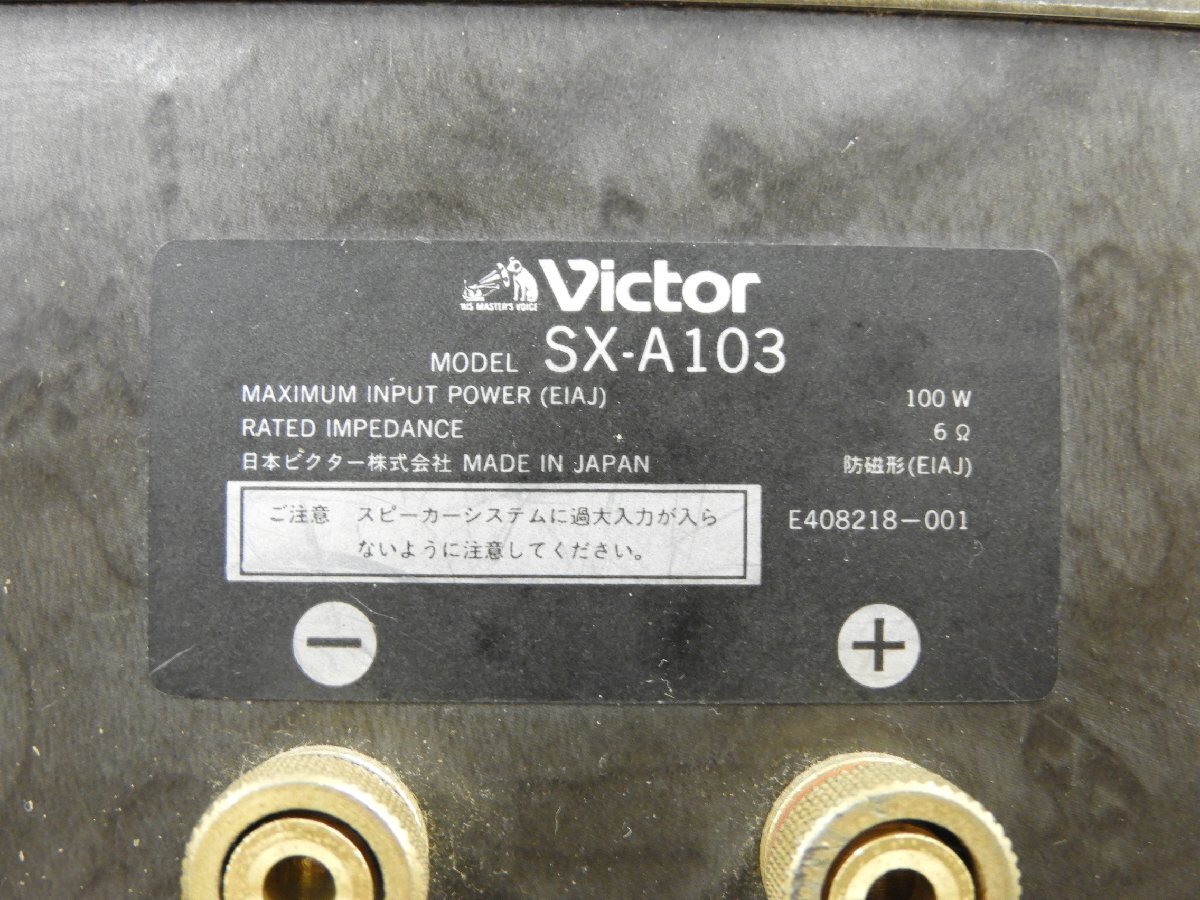 HIS MASTER'S VOICE
Victor
MODEL SX-A103
MAXIMUM INPUT POWER (EIAJ) 100 W
RATED IMPEDANCE 6 Ω
日本ビクター株式会社 MADE IN JAPAN 防磁形(EIAJ)
ご注意 スピーカーシステムに過大入力が入ら
ないように注意してください。
E408218-001
− +